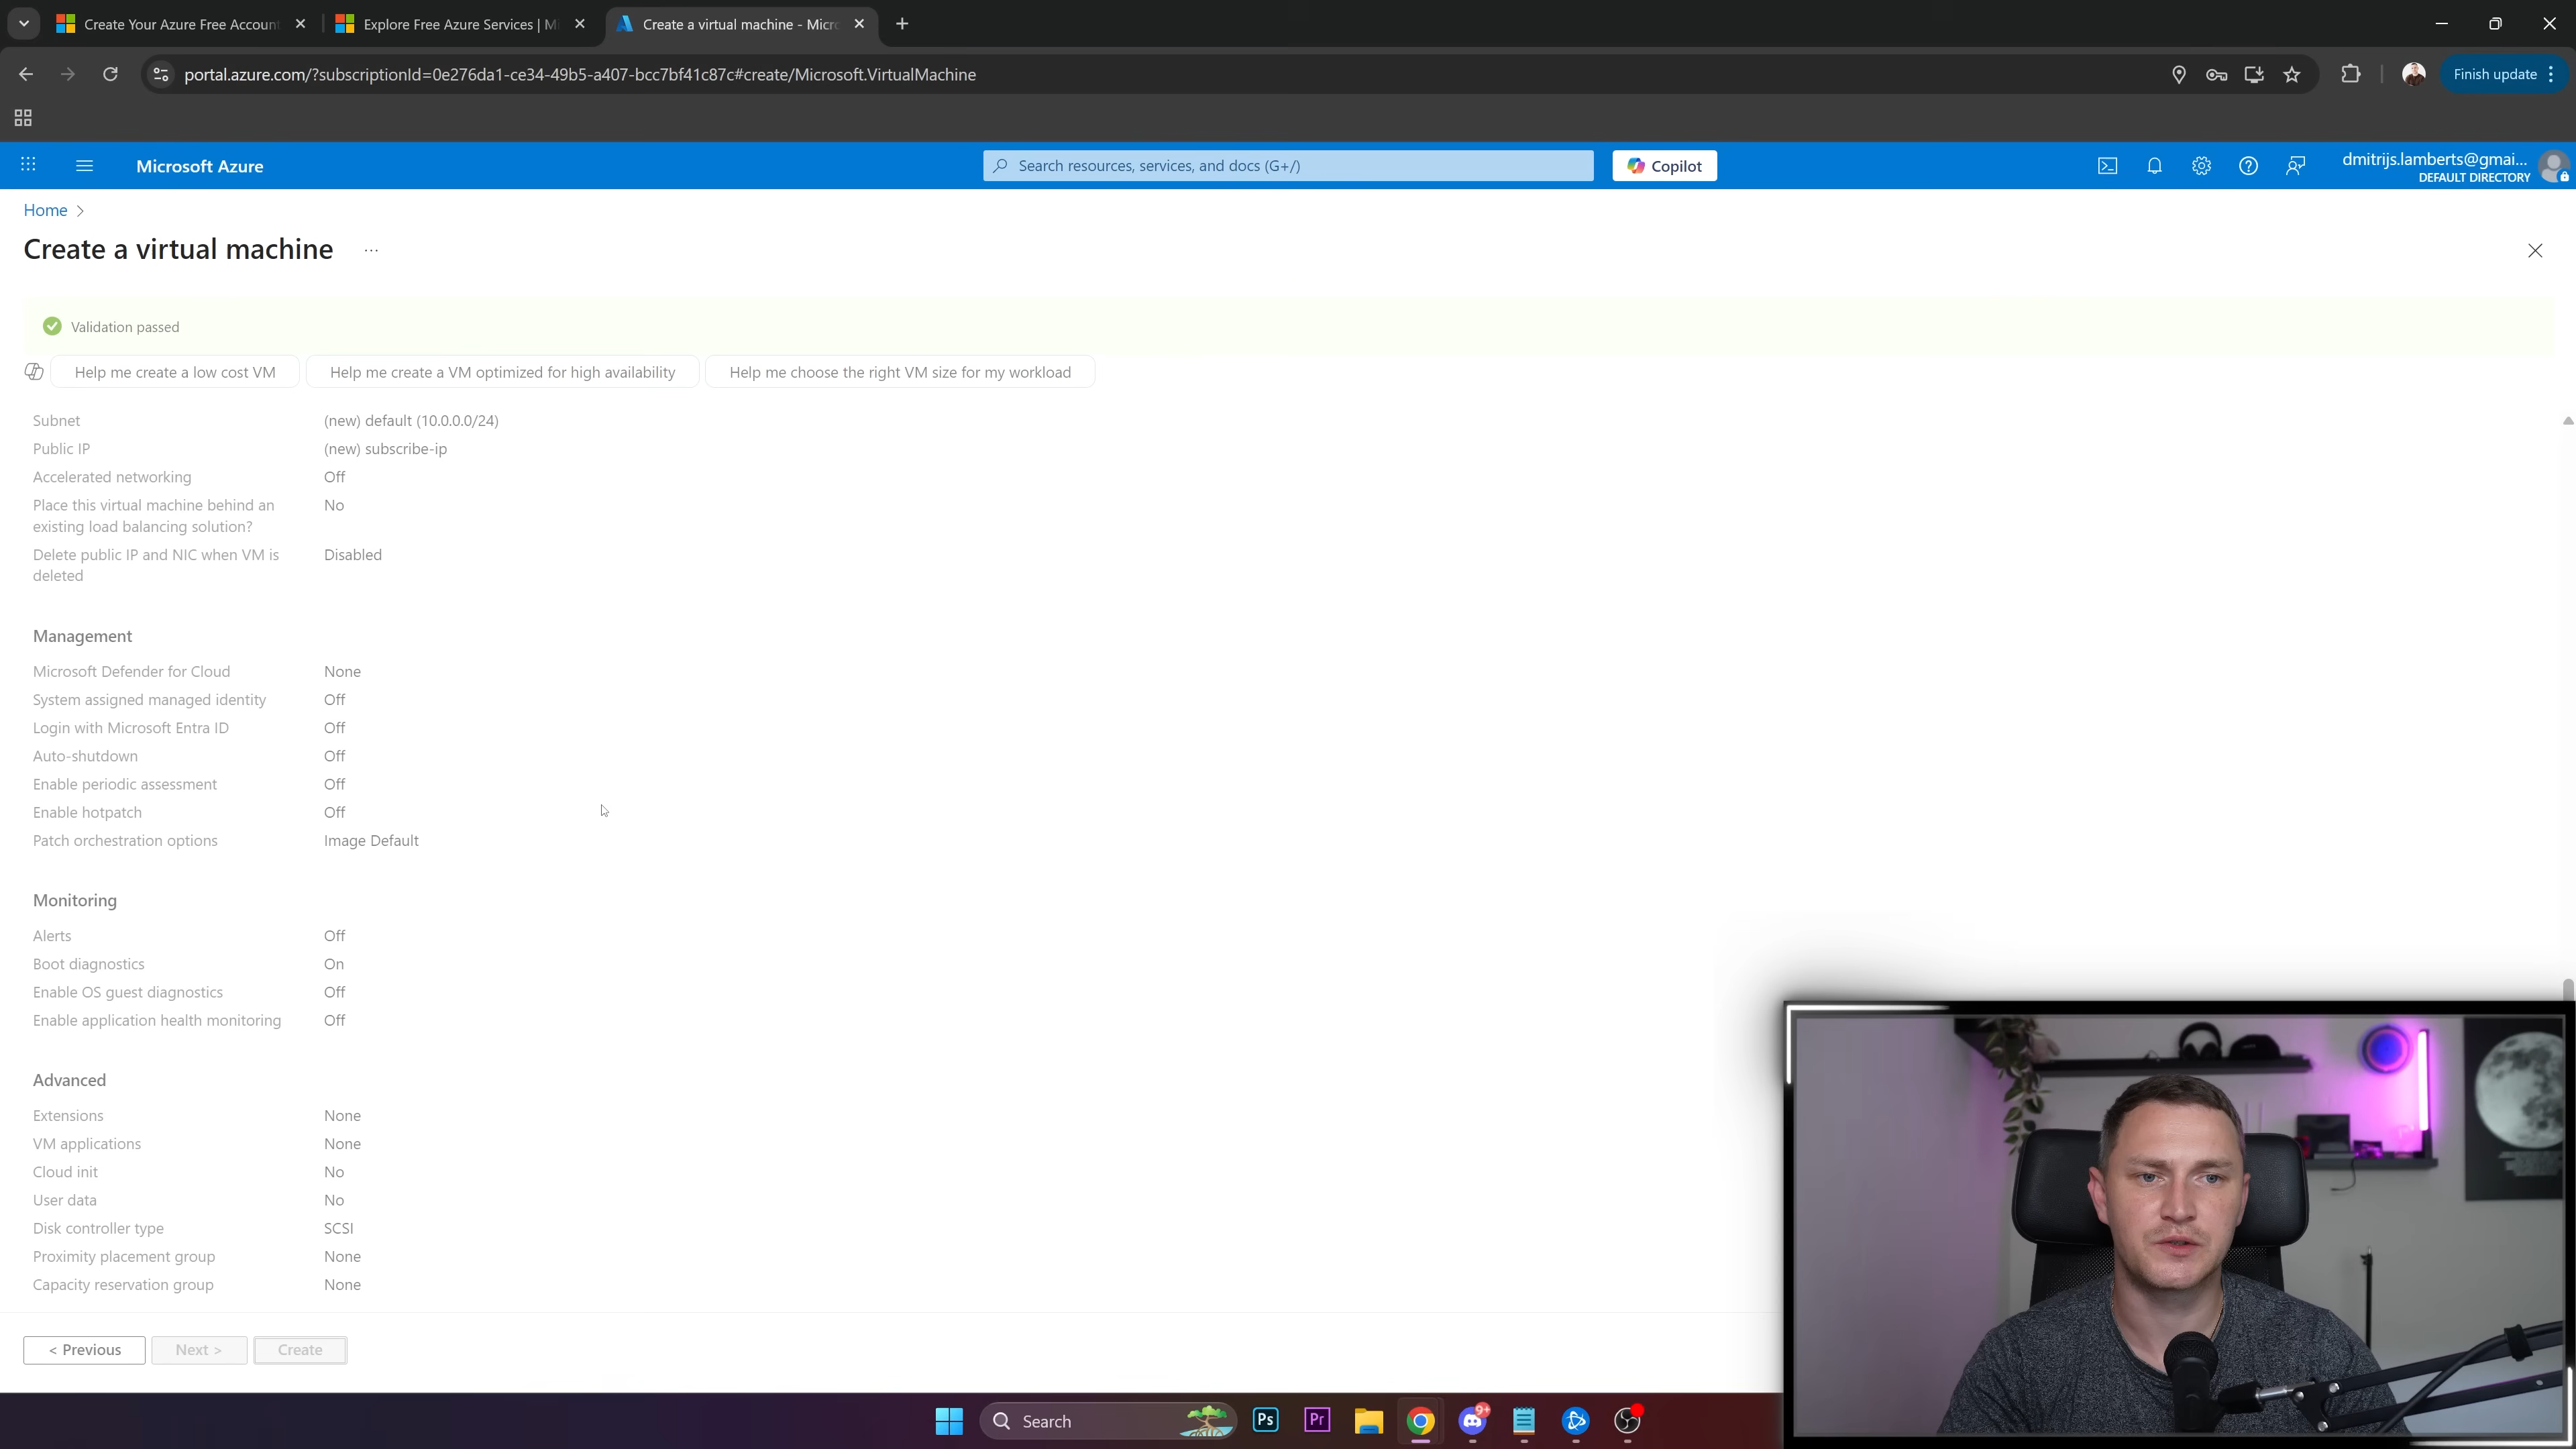 Create Your Azure Free Accoun
Explore Free Azure Services | M
Create a virtual machine - Micr
portal.azure.com/?subscriptionId=0e276da1-ce34-49b5-a407-bcc7bf41c87c#create/Microsoft.VirtualMachine
Finish update
Microsoft Azure
Search resources, services, and docs (G+/)
Copilot
dmitrijs.lamberts@gmai...
DEFAULT DIRECTORY
Home >
Create a virtual machine ...
Validation passed
Help me create a low cost VM
Help me create a VM optimized for high availability
Help me choose the right VM size for my workload
Subnet (new) default (10.0.0.0/24)
Public IP (new) subscribe-ip
Accelerated networking Off
Place this virtual machine behind an No
existing load balancing solution?
Delete public IP and NIC when VM is Disabled
deleted
Management
Microsoft Defender for Cloud None
System assigned managed identity Off
Login with Microsoft Entra ID Off
Auto-shutdown Off
Enable periodic assessment Off
Enable hotpatch Off
Patch orchestration options Image Default
Monitoring
Alerts Off
Boot diagnostics On
Enable OS guest diagnostics Off
Enable application health monitoring Off
Advanced
Extensions None
VM applications None
Cloud init No
User data No
Disk controller type SCSI
Proximity placement group None
Capacity reservation group None
< Previous
Next >
Create
Search
Ps
Pr
9+